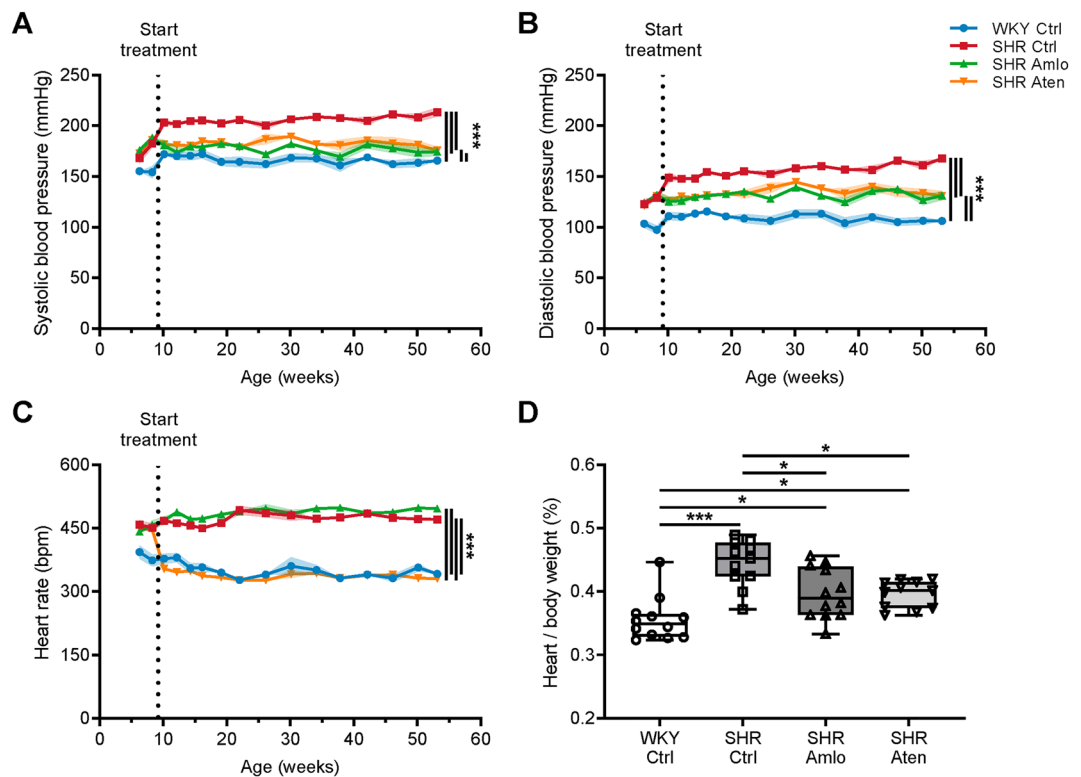 A
Start
treatment
Systolic blood pressure (mmHg)
250
200
150
100
50
0
0 10 20 30 40 50 60
Age (weeks)
***
B
Start
treatment
Diastolic blood pressure (mmHg)
250
200
150
100
50
0
0 10 20 30 40 50 60
Age (weeks)
***
WKY Ctrl
SHR Ctrl
SHR Amlo
SHR Aten
C
Start
treatment
Heart rate (bpm)
600
450
300
150
0
0 10 20 30 40 50 60
Age (weeks)
***
D
Heart / body weight (%)
0.6
0.5
0.4
0.3
0.2
*
*
*
*
***
WKY
Ctrl
SHR
Ctrl
SHR
Amlo
SHR
Aten